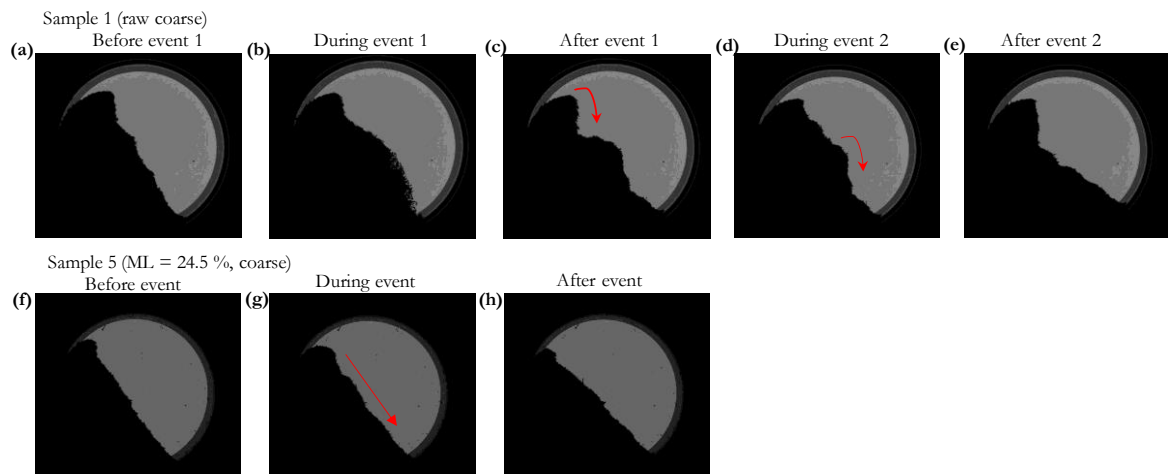 Sample 1 (raw coarse)
(a) Before event 1 (b) During event 1 (c) After event 1 (d) During event 2 (e) After event 2
Sample 5 (ML = 24.5 %, coarse)
(f) Before event (g) During event (h) After event